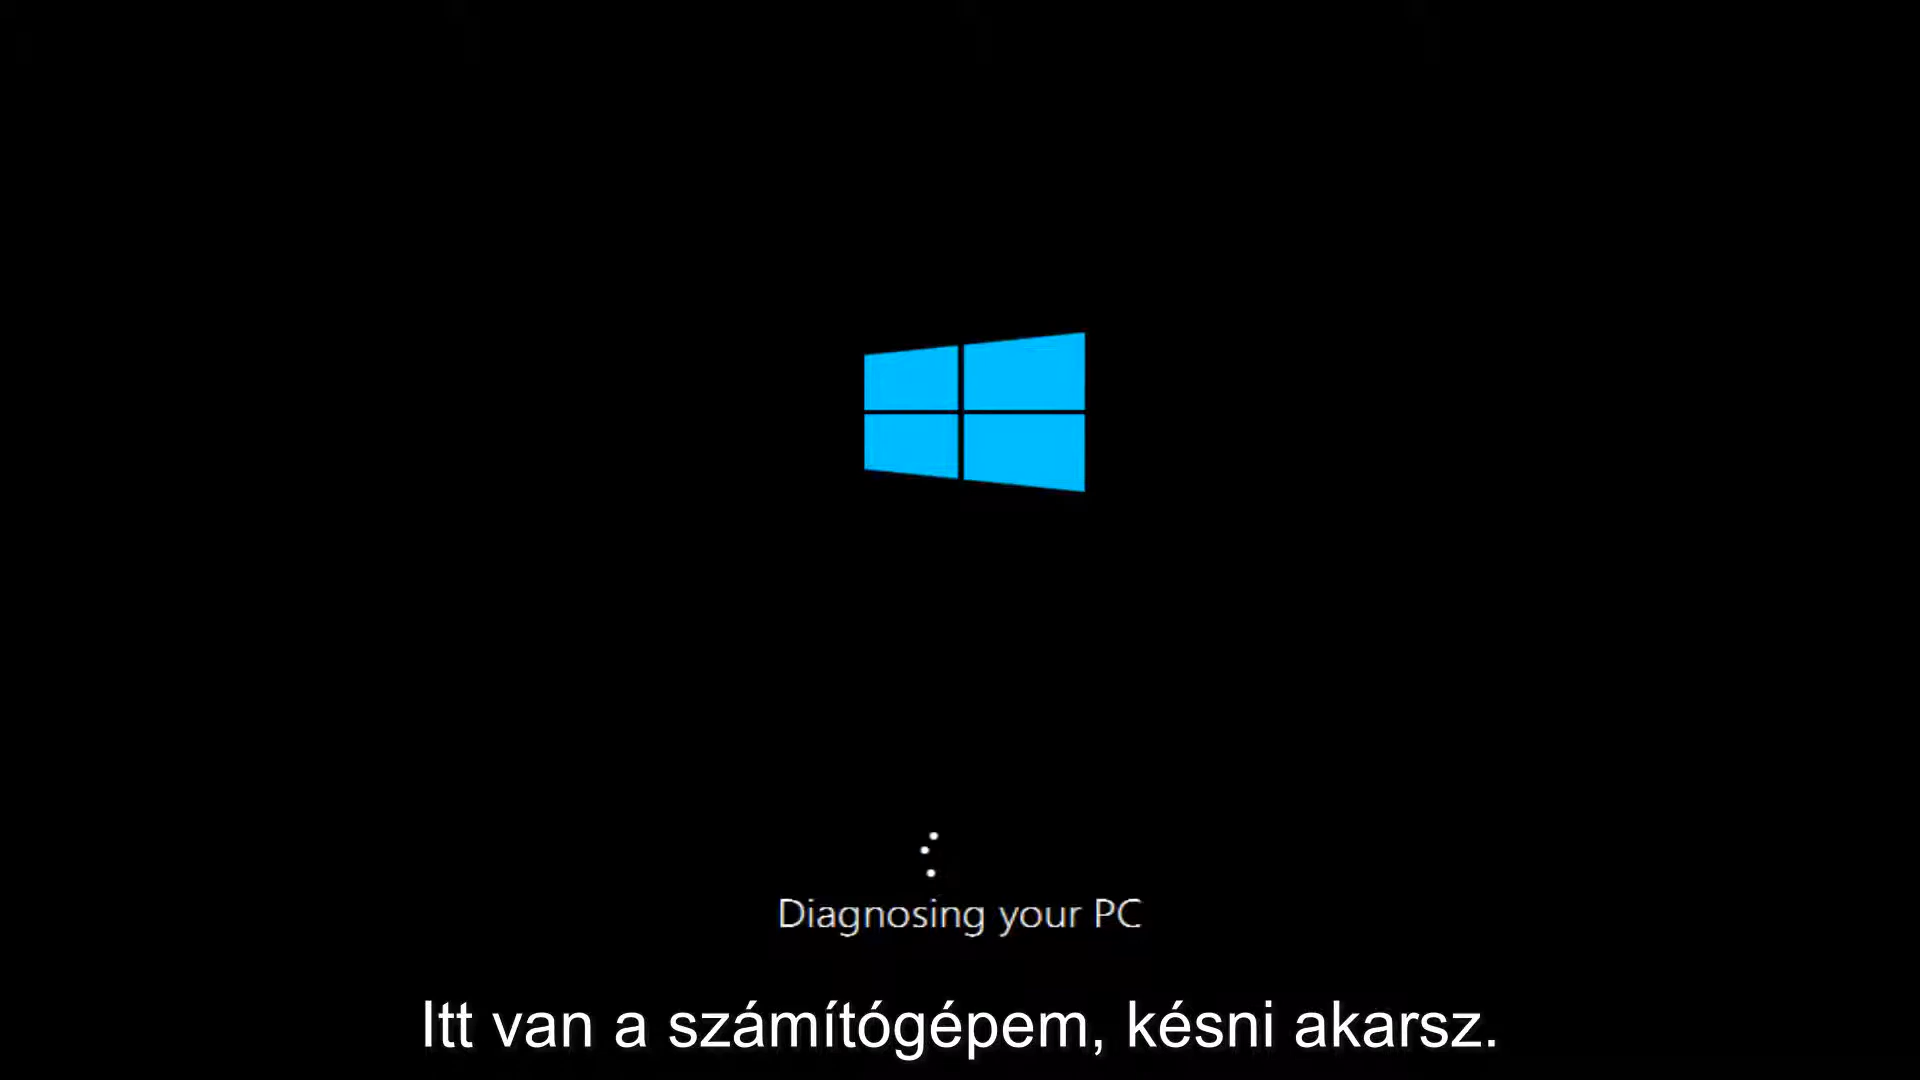 Diagnosing your PC
Itt van a számítógépem, késni akarsz.